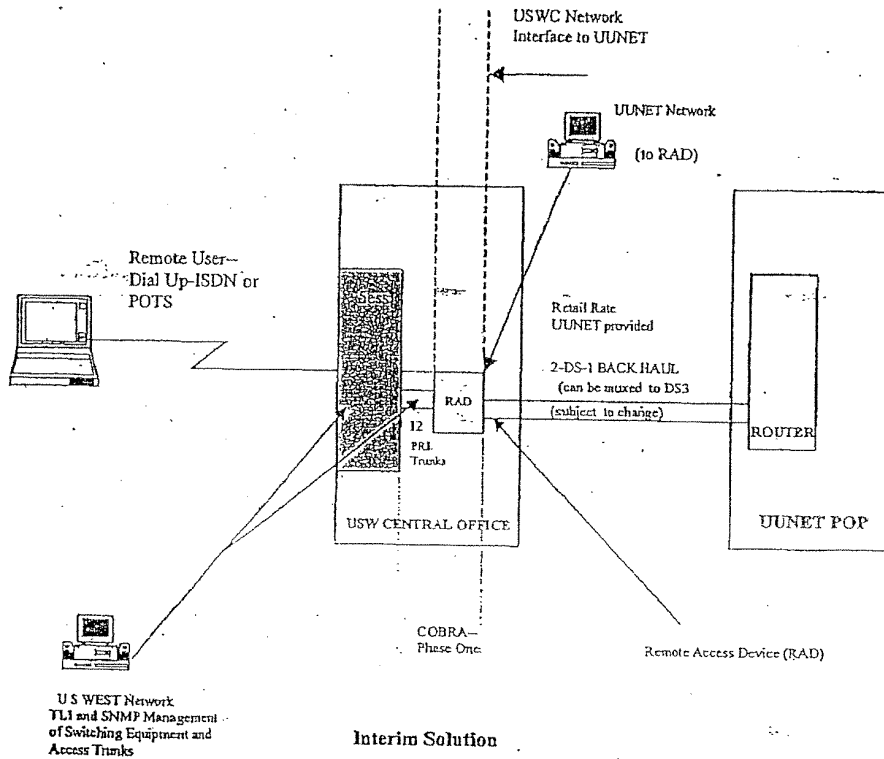 USWC Network
Interface to UUNET
UUNET Network
(to RAD)
Remote User--
Dial Up-ISDN or
POTS
5ESS
Retail Rate
UUNET provided
2-DS-1 BACK HAUL
(can be muxed to DS3
(subject to change)
RAD
12
PRI
Trunks
ROUTER
USW CENTRAL OFFICE
UUNET POP
COBRA--
Phase One
Remote Access Device (RAD)
U S WEST Network
TL1 and SNMP Management
of Switching Equiptment and
Access Trunks
Interim Solution